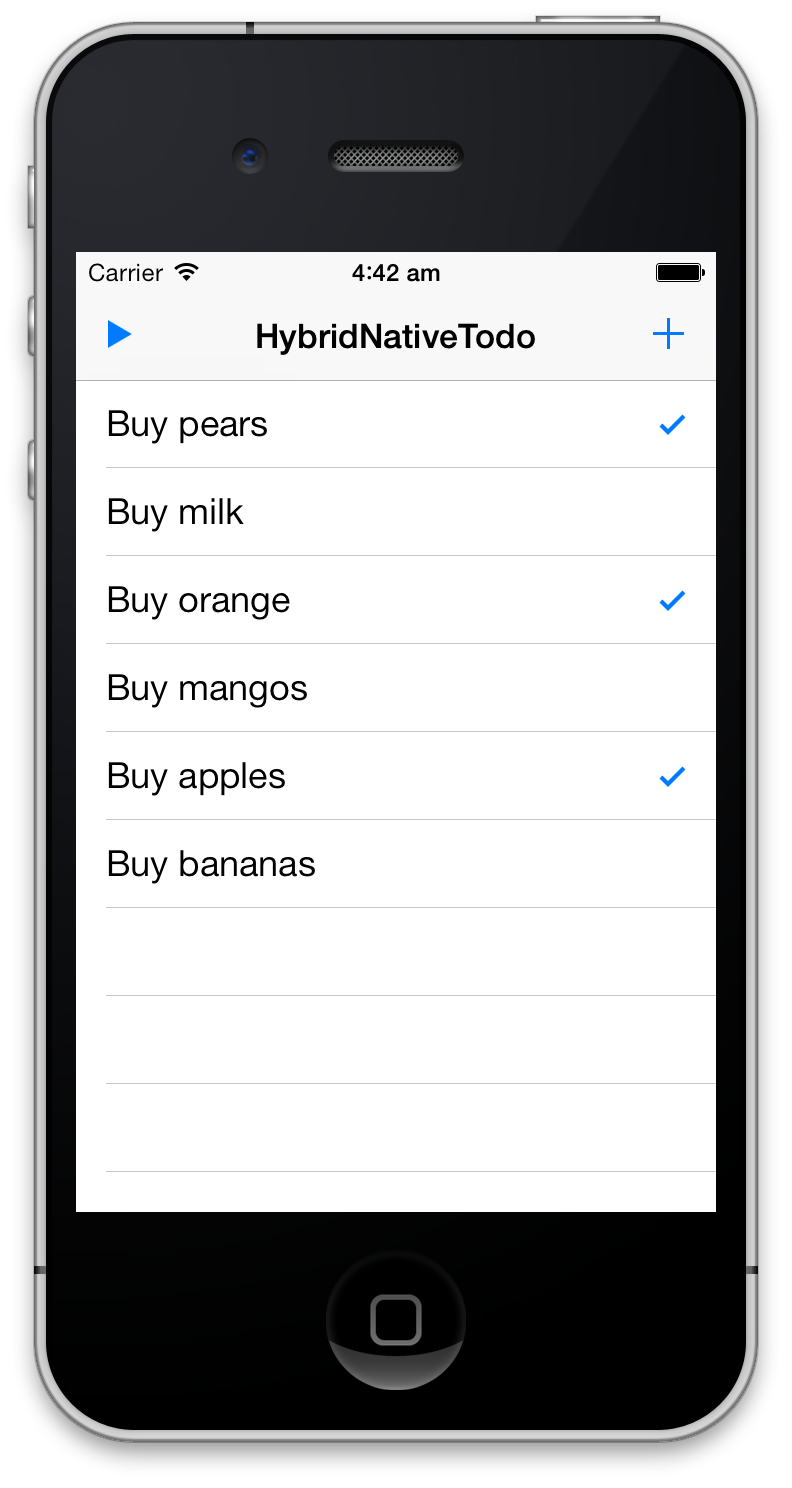 Carrier 4:42 am
HybridNativeTodo
Buy pears
Buy milk
Buy orange
Buy mangos
Buy apples
Buy bananas